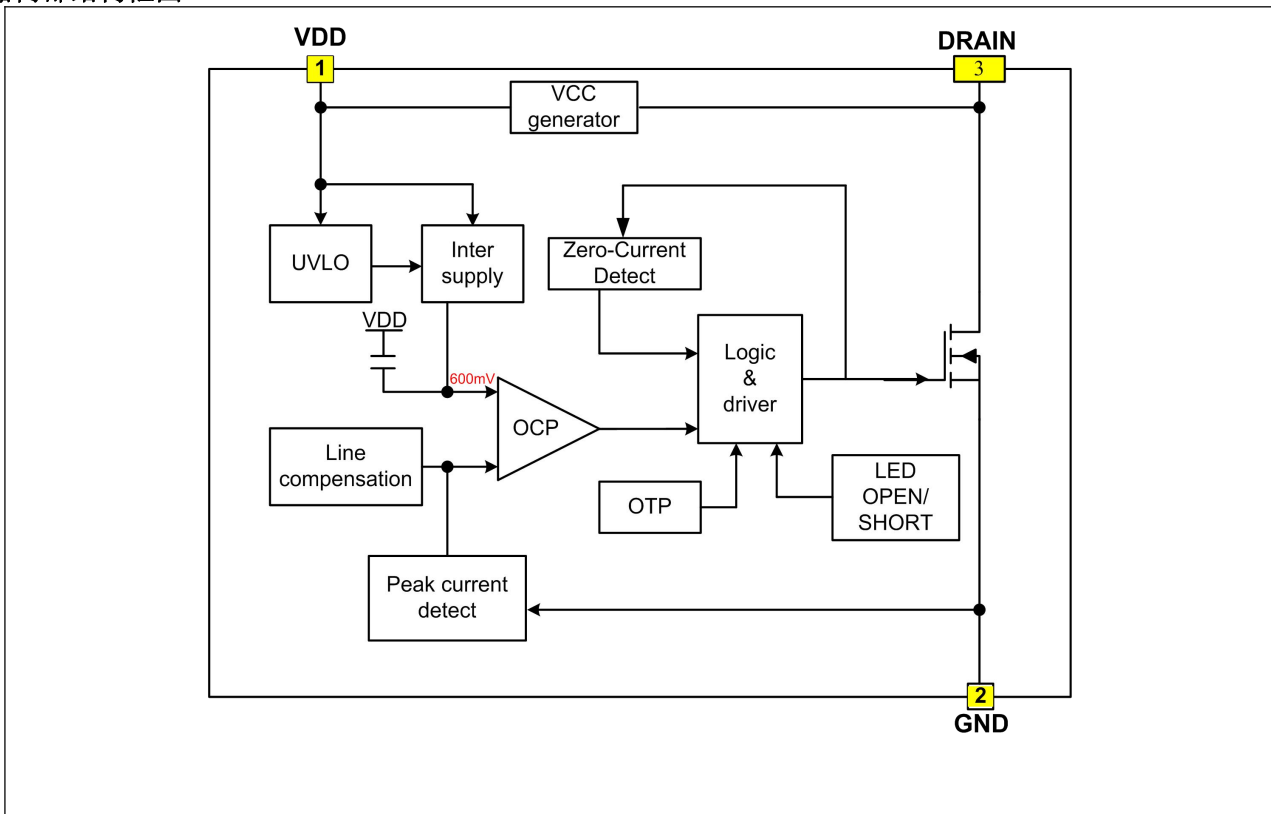 VDD
DRAIN
1
3
VCC
generator
UVLO
Inter
supply
Zero-Current
Detect
VDD
600mV
Logic
&
driver
OCP
Line
compensation
OTP
LED
OPEN/
SHORT
Peak current
detect
2
GND